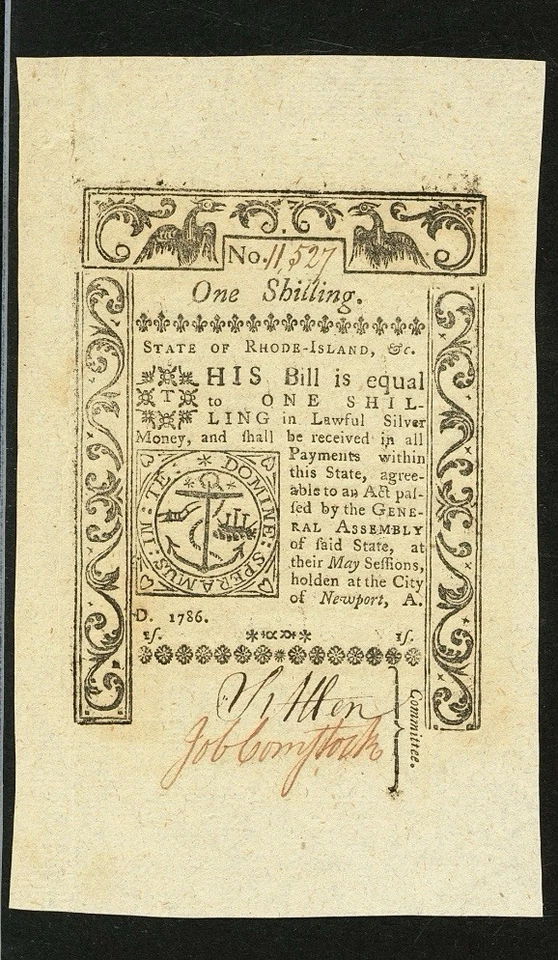 No. 11,527
One Shilling.
STATE OF RHODE-ISLAND, &c.
THIS Bill is equal
to ONE SHIL-
LING in Lawful Silver
Money, and ſhall be received in all
Payments within
this State, agree-
able to an Act paſ-
ſed by the GENE-
RAL ASSEMBLY
of ſaid State, at
their May Seſſions,
holden at the City
of Newport, A.
D. 1786.
IN: TE: DOMINE: SPERAMUS:
1ſ. 1ſ.
Job Comſtock
Committee.